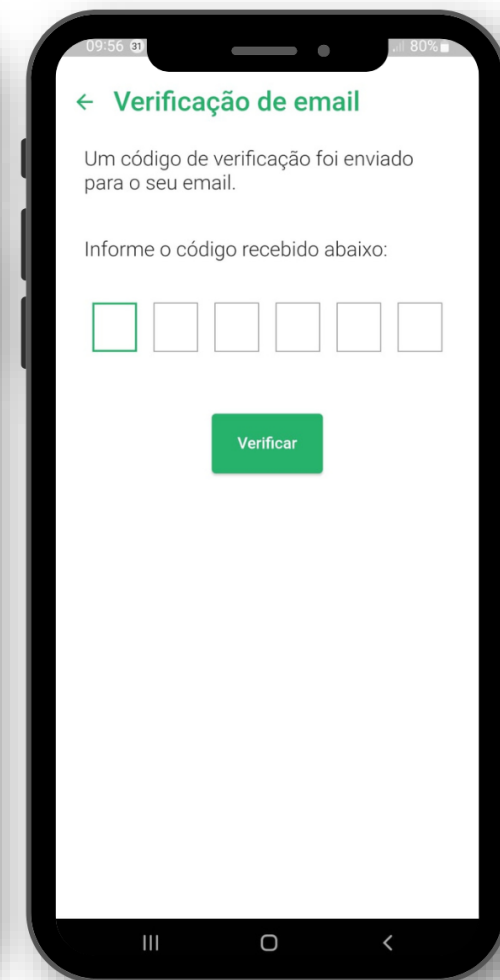 09:56 31
80%
Verificação de email
Um código de verificação foi enviado
para o seu email.
Informe o código recebido abaixo:
Verificar